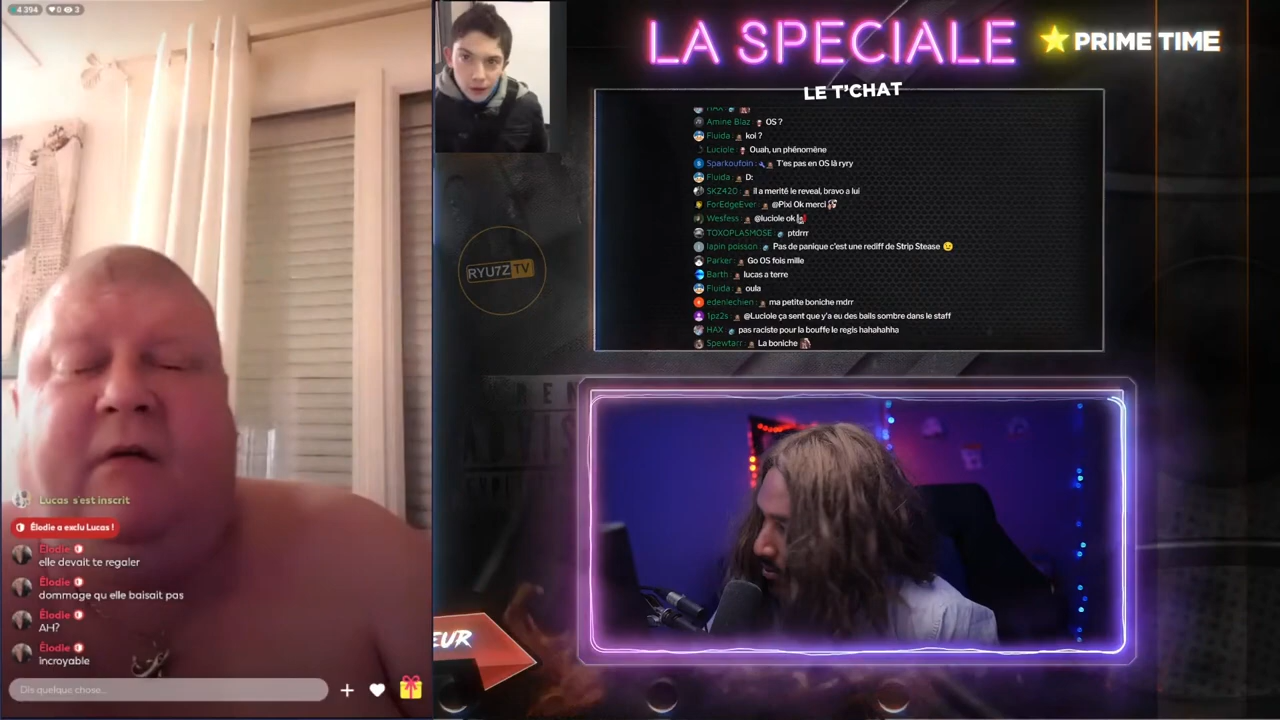 4 394 0 3
Lucas s'est inscrit
Élodie a exclu Lucas !
Élodie
elle devait te regaler
Élodie
dommage qu elle baisait pas
Élodie
AH?
Élodie
incroyable
Dis quelque chose...
RYU7Z TV
EUR
LA SPECIALE
PRIME TIME
LE T'CHAT
HAX :
Amine Blaz : OS ?
Fluida : koi ?
Luciole : Ouah, un phénomène
Sparkoufoin : T'es pas en OS là ryry
Fluida : D:
SKZ420 : il a merité le reveal, bravo a lui
ForEdgeEver : @Pixi Ok merci
Wesfess : @luciole ok
TOXOPLASMOSE : ptdrrr
lapin poisson : Pas de panique c'est une rediff de Strip Stease 😉
Parker : Go OS fois mille
Barth : lucas a terre
Fluida : oula
edenlechien : ma petite boniche mdrr
1pz2s : @Luciole ça sent que y'a eu des bails sombre dans le staff
HAX : pas raciste pour la bouffe le regis hahahahha
Spewtarr : La boniche